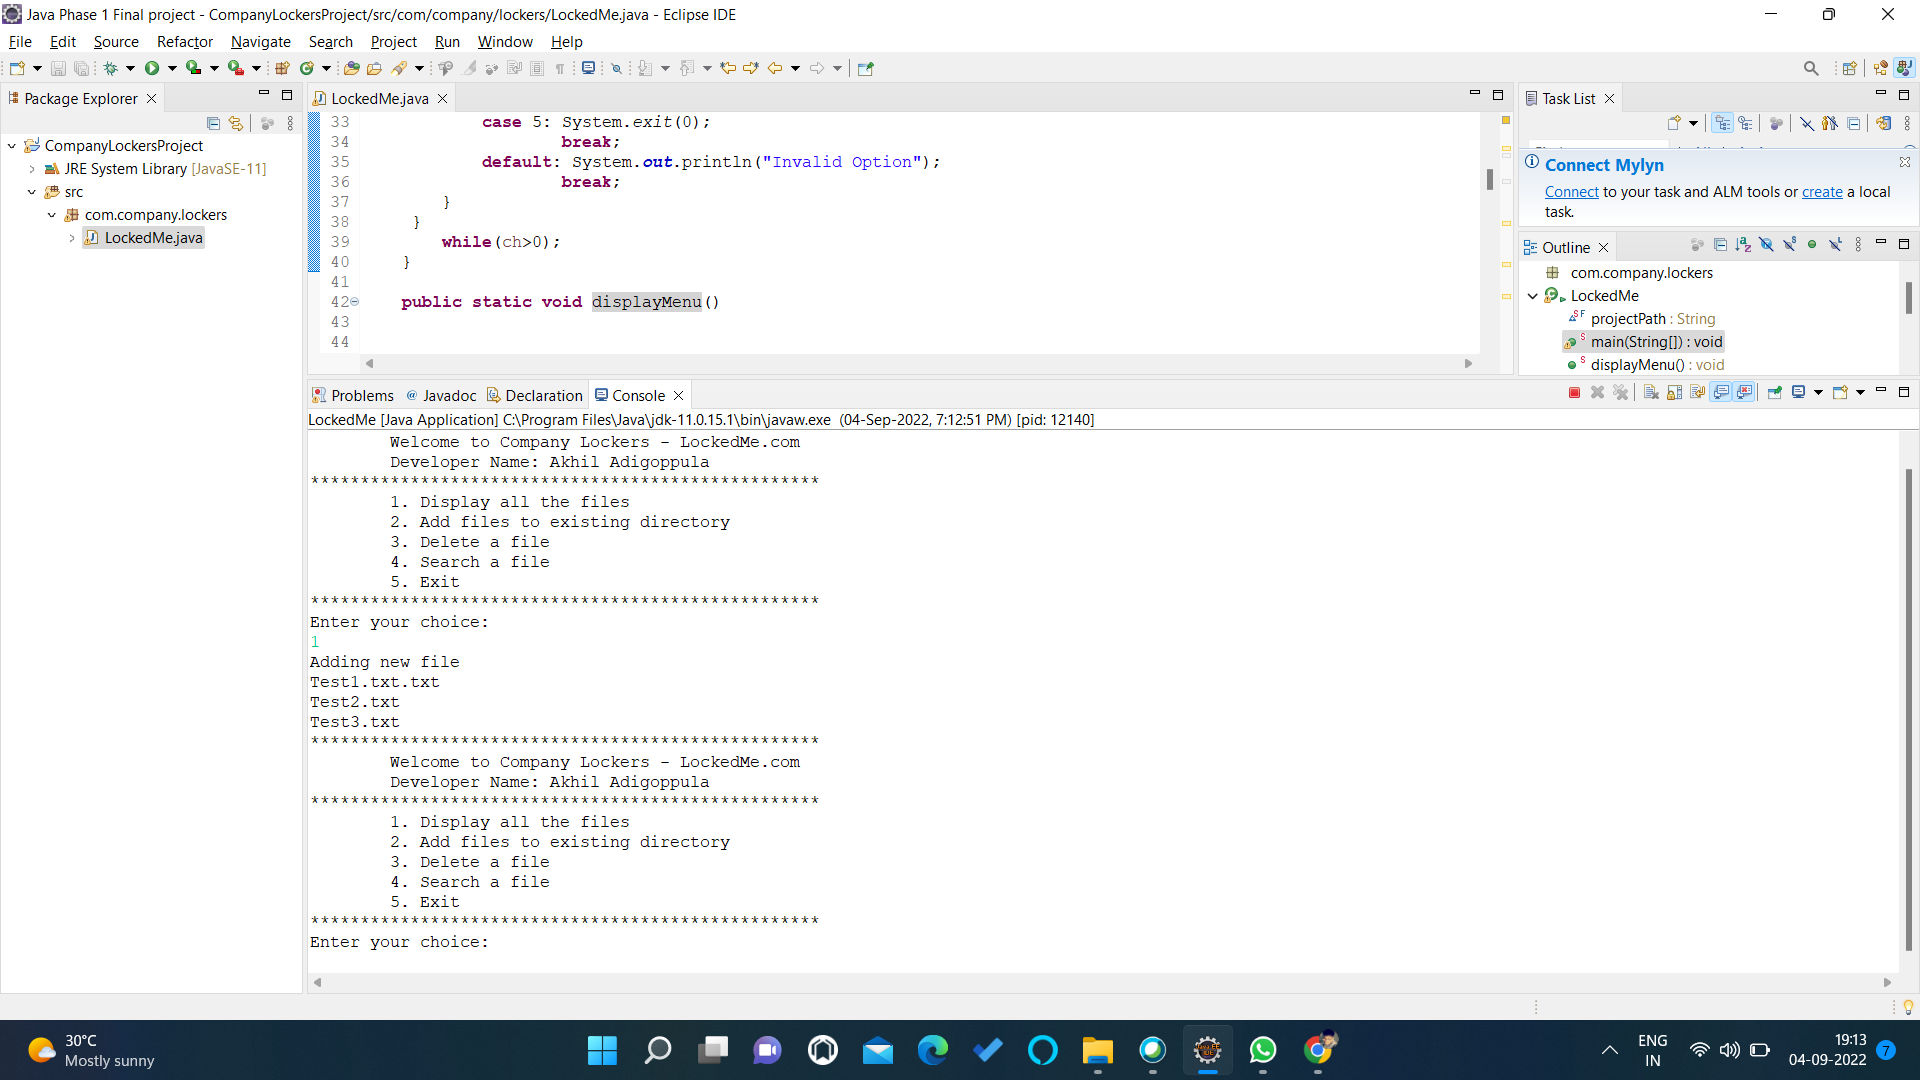 Java Phase 1 Final project - CompanyLockersProject/src/com/company/lockers/LockedMe.java - Eclipse IDE
File Edit Source Refactor Navigate Search Project Run Window Help
Package Explorer
CompanyLockersProject
JRE System Library [JavaSE-11]
src
com.company.lockers
LockedMe.java
LockedMe.java
33 case 5: System.exit(0);
34 break;
35 default: System.out.println("Invalid Option");
36 break;
37 }
38 }
39 while(ch>0);
40 }
41
42 public static void displayMenu()
43
44
Task List
Connect Mylyn
Connect to your task and ALM tools or create a local
task.
Outline
com.company.lockers
LockedMe
projectPath : String
main(String[]) : void
displayMenu() : void
Problems Javadoc Declaration Console
LockedMe [Java Application] C:\Program Files\Java\jdk-11.0.15.1\bin\javaw.exe (04-Sep-2022, 7:12:51 PM) [pid: 12140]
Welcome to Company Lockers - LockedMe.com
Developer Name: Akhil Adigoppula
***************************************************
1. Display all the files
2. Add files to existing directory
3. Delete a file
4. Search a file
5. Exit
***************************************************
Enter your choice:
1
Adding new file
Test1.txt.txt
Test2.txt
Test3.txt
***************************************************
Welcome to Company Lockers - LockedMe.com
Developer Name: Akhil Adigoppula
***************************************************
1. Display all the files
2. Add files to existing directory
3. Delete a file
4. Search a file
5. Exit
***************************************************
Enter your choice:
30°C
Mostly sunny
ENG
IN
19:13
04-09-2022
7